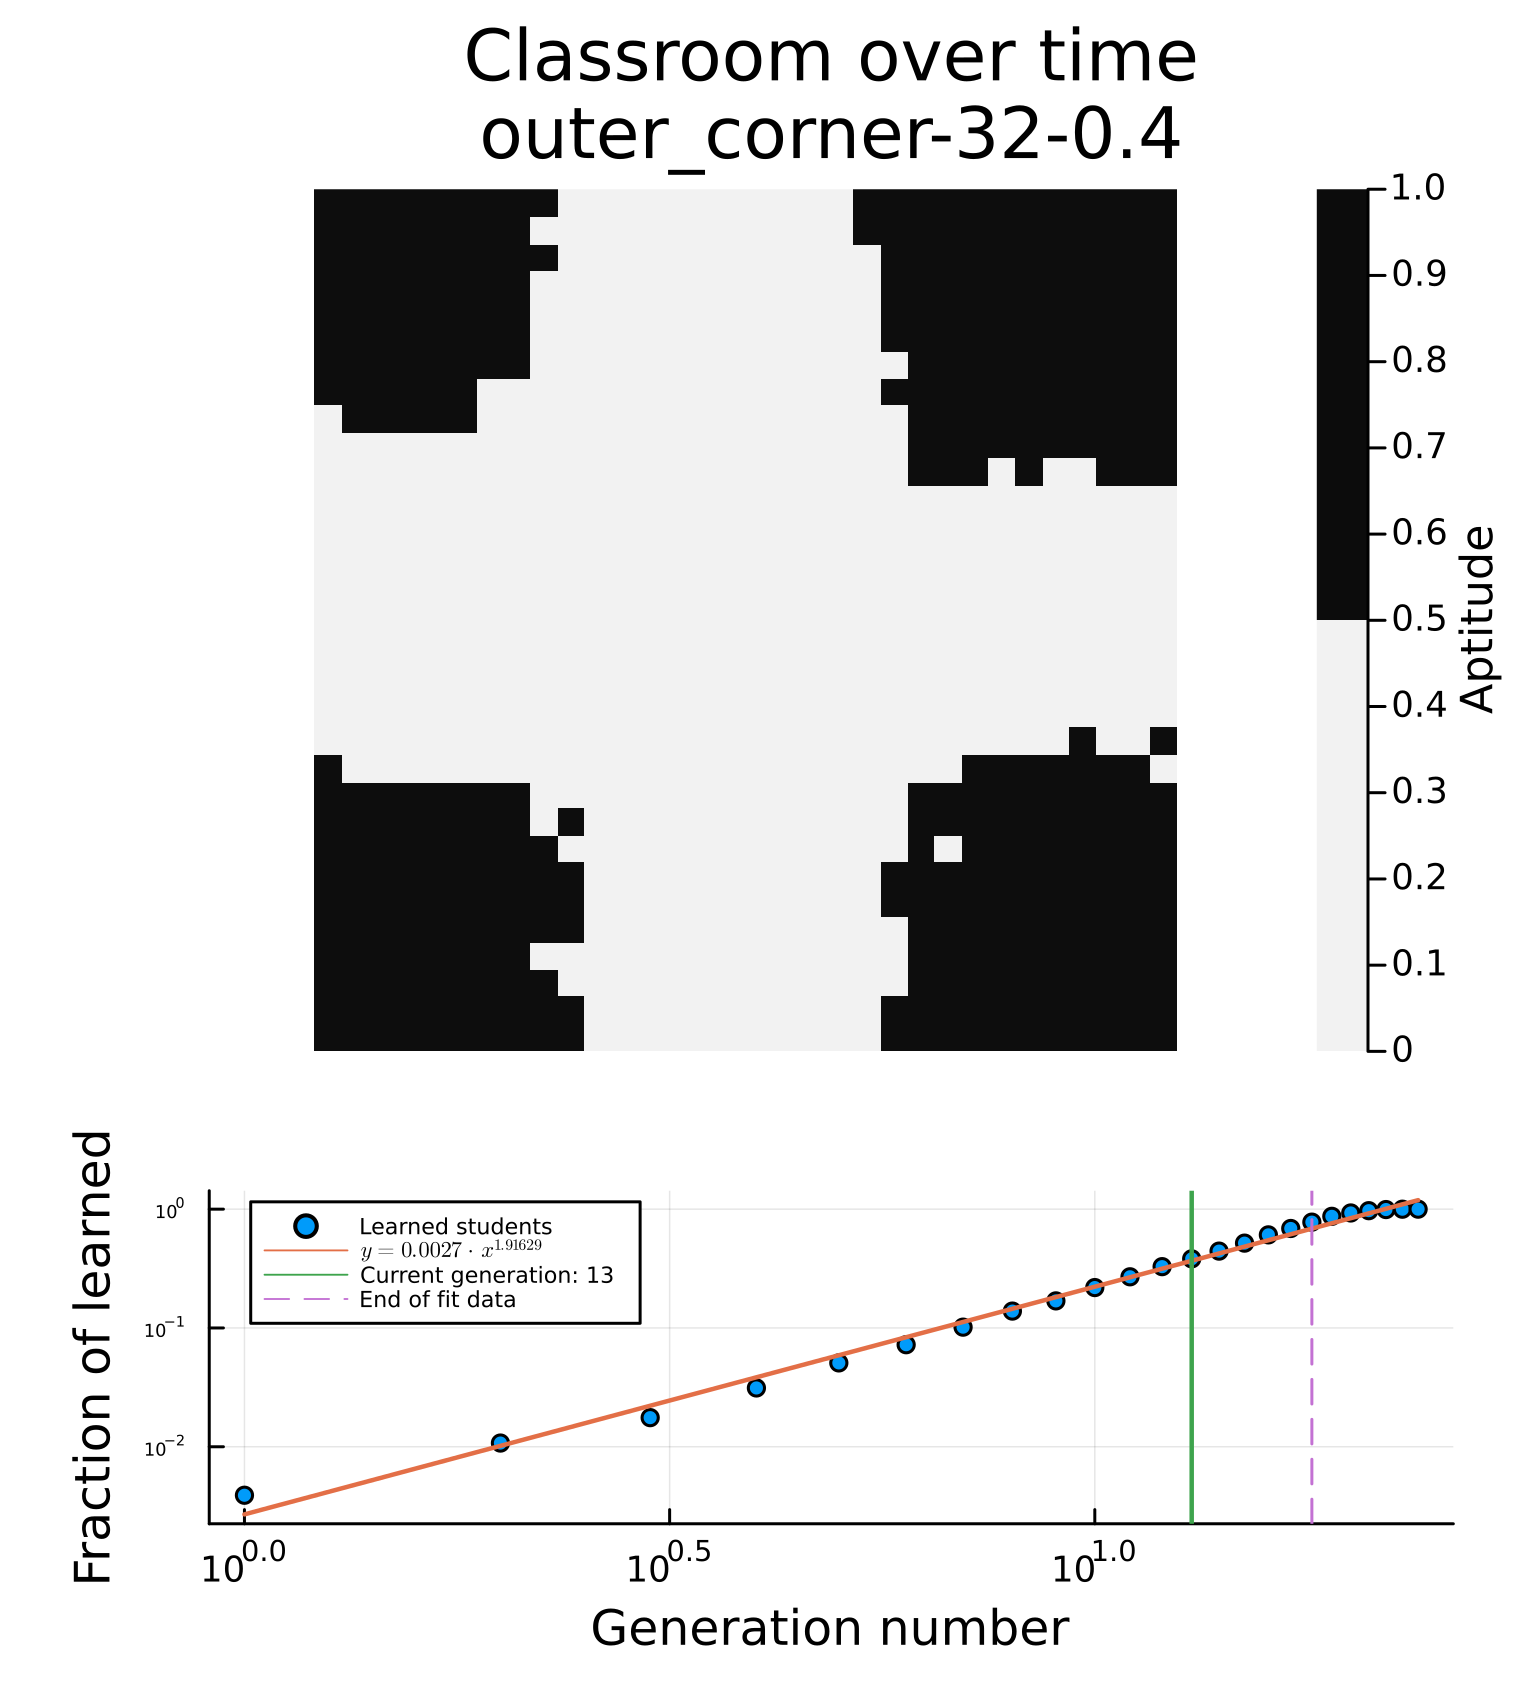 Classroom over time
outer_corner-32-0.4
1.0
0.9
0.8
0.7
0.6
0.5
0.4
0.3
0.2
0.1
0
Aptitude
Fraction of learned
10⁰
10⁻¹
10⁻²
Learned students
y = 0.0027 · x^1.91629
Current generation: 13
End of fit data
10^0.0
10^0.5
10^1.0
Generation number